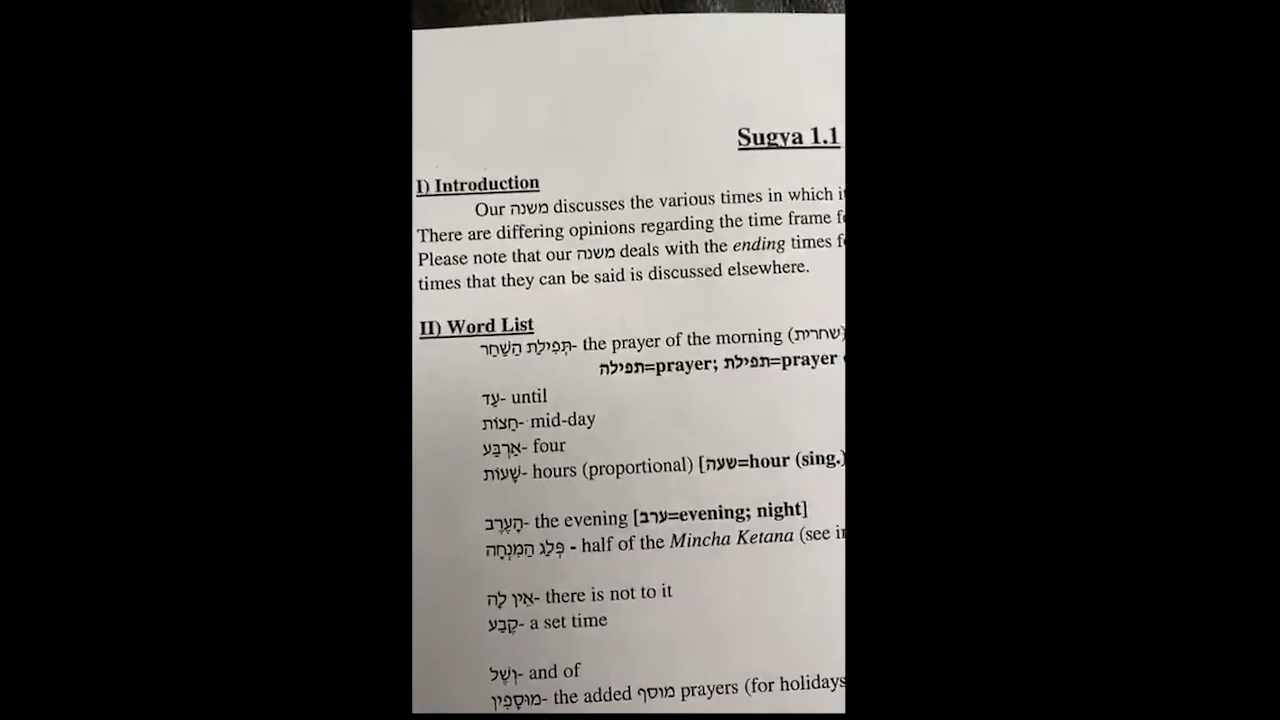 Sugya 1.1
I) Introduction
Our משנה discusses the various times in which
There are differing opinions regarding the time frame
Please note that our משנה deals with the ending times
times that they can be said is discussed elsewhere.
II) Word List
תְּפִילַת הַשַּׁחַר- the prayer of the morning (שחרית)
תפילה=prayer; תפילת=prayer
עַד- until
חֲצוֹת- mid-day
אַרְבַּע- four
שָׁעוֹת- hours (proportional) [שעה=hour (sing.)
הָעֶרֶב- the evening [ערב=evening; night]
פְּלַג הַמִּנְחָה - half of the Mincha Ketana (see
אֵין לָהּ- there is not to it
קֶבַע- a set time
וְשֶׁל- and of
מוּסָפִין- the added מוסף prayers (for holidays